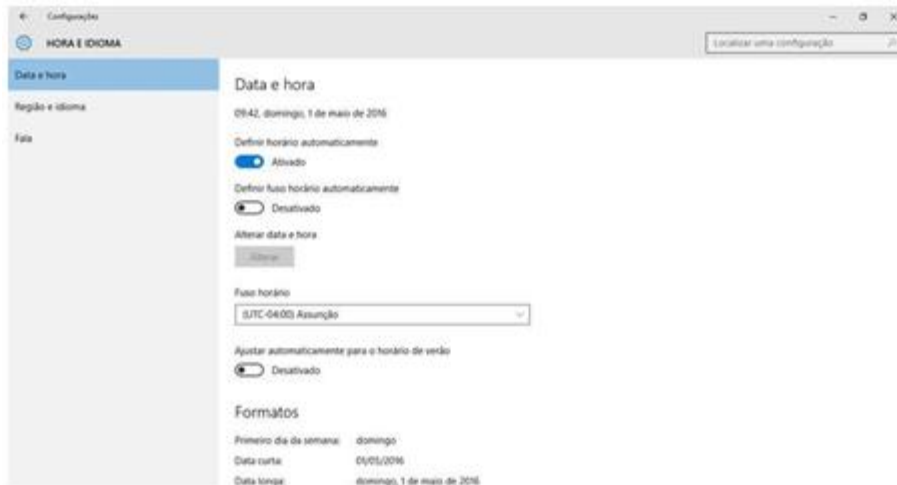 Configurações
HORA E IDIOMA
Localizar uma configuração
Data e hora
Região e idioma
Fala
Data e hora
09:42, domingo, 1 de maio de 2016
Definir horário automaticamente
Ativado
Definir fuso horário automaticamente
Desativado
Alterar data e hora
Alterar
Fuso horário
(UTC-04:00) Assunção
Ajustar automaticamente para o horário de verão
Desativado
Formatos
Primeiro dia da semana: domingo
Data curta: 01/05/2016
Data longa: domingo, 1 de maio de 2016